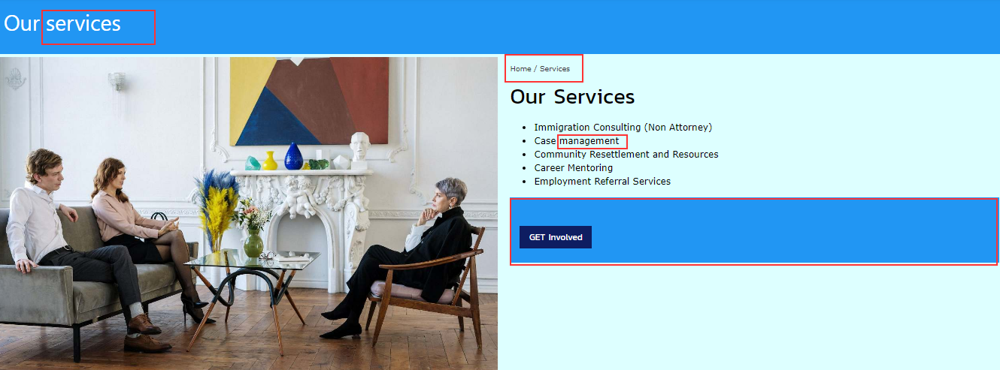 Our services
Home / Services
Our Services
Immigration Consulting (Non Attorney)
Case management
Community Resettlement and Resources
Career Mentoring
Employment Referral Services
GET Involved